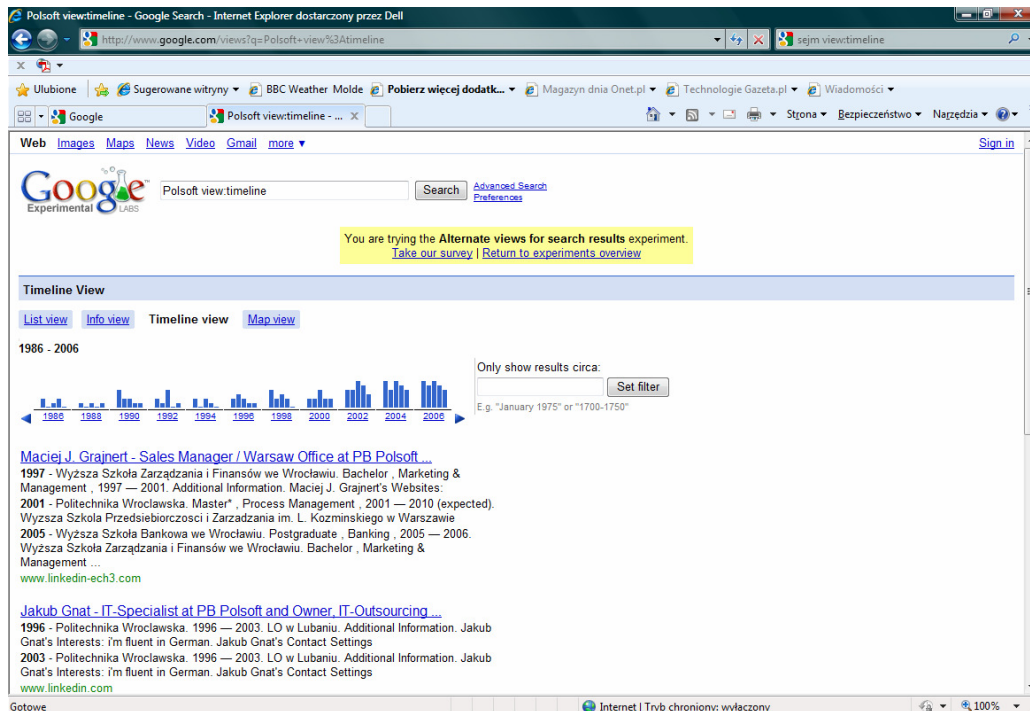 Polsoft view:timeline - Google Search - Internet Explorer dostarczony przez Dell
http://www.google.com/views?q=Polsoft+view%3Atimeline
sejm view:timeline
x
Ulubione Sugerowane witryny BBC Weather Molde Pobierz więcej dodatk... Magazyn dnia Onet.pl Technologie Gazeta.pl Wiadomości
Google Polsoft view:timeline - ... X Strona Bezpieczeństwo Narzędzia
Web Images Maps News Video Gmail more ▼ Sign in
Google™
Experimental LABS
Polsoft view:timeline Search Advanced Search
Preferences
You are trying the Alternate views for search results experiment.
Take our survey | Return to experiments overview
Timeline View
List view Info view Timeline view Map view
1986 - 2006
Only show results circa:
Set filter
E.g. "January 1975" or "1700-1750"
1986 1988 1990 1992 1994 1996 1998 2000 2002 2004 2006
Maciej J. Grajnert - Sales Manager / Warsaw Office at PB Polsoft ...
1997 - Wyższa Szkoła Zarządzania i Finansów we Wrocławiu. Bachelor , Marketing &
Management , 1997 — 2001. Additional Information. Maciej J. Grajnert's Websites:
2001 - Politechnika Wroclawska. Master* , Process Management , 2001 — 2010 (expected).
Wyzsza Szkola Przedsiebiorczosci i Zarzadzania im. L. Kozminskiego w Warszawie
2005 - Wyższa Szkoła Bankowa we Wrocławiu. Postgraduate , Banking , 2005 — 2006.
Wyższa Szkoła Zarządzania i Finansów we Wrocławiu. Bachelor , Marketing &
Management ...
www.linkedin-ech3.com
Jakub Gnat - IT-Specialist at PB Polsoft and Owner, IT-Outsourcing ...
1996 - Politechnika Wroclawska. 1996 — 2003. LO w Lubaniu. Additional Information. Jakub
Gnat's Interests: i'm fluent in German. Jakub Gnat's Contact Settings
2003 - Politechnika Wroclawska. 1996 — 2003. LO w Lubaniu. Additional Information. Jakub
Gnat's Interests: i'm fluent in German. Jakub Gnat's Contact Settings
www.linkedin.com
Gotowe Internet | Tryb chroniony: wyłączony 100%